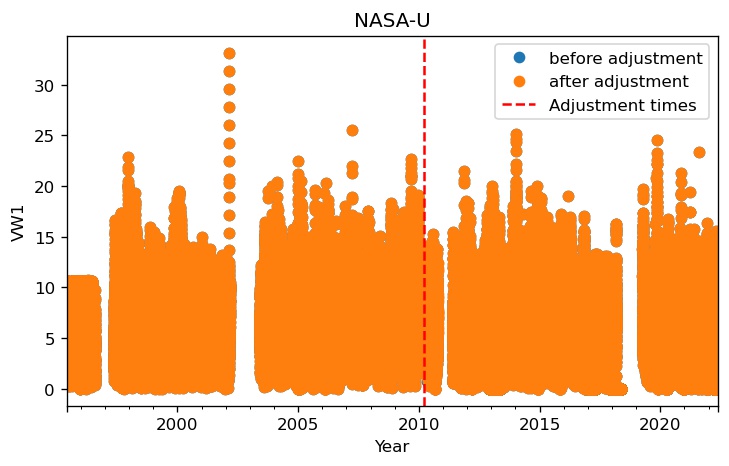 NASA-U
before adjustment
after adjustment
Adjustment times
VW1
30
25
20
15
10
5
0
2000 2005 2010 2015 2020
Year